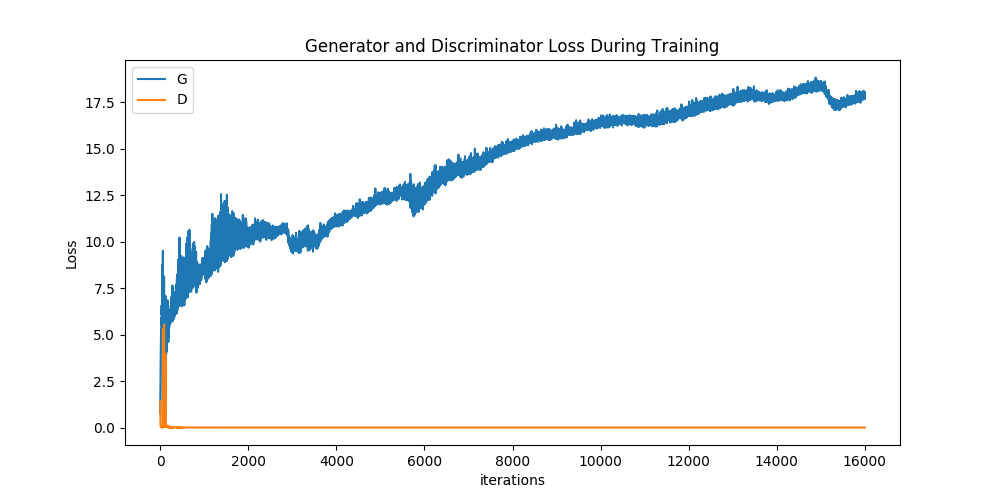 Generator and Discriminator Loss During Training
G
D
Loss
17.5
15.0
12.5
10.0
7.5
5.0
2.5
0.0
0 2000 4000 6000 8000 10000 12000 14000 16000
iterations